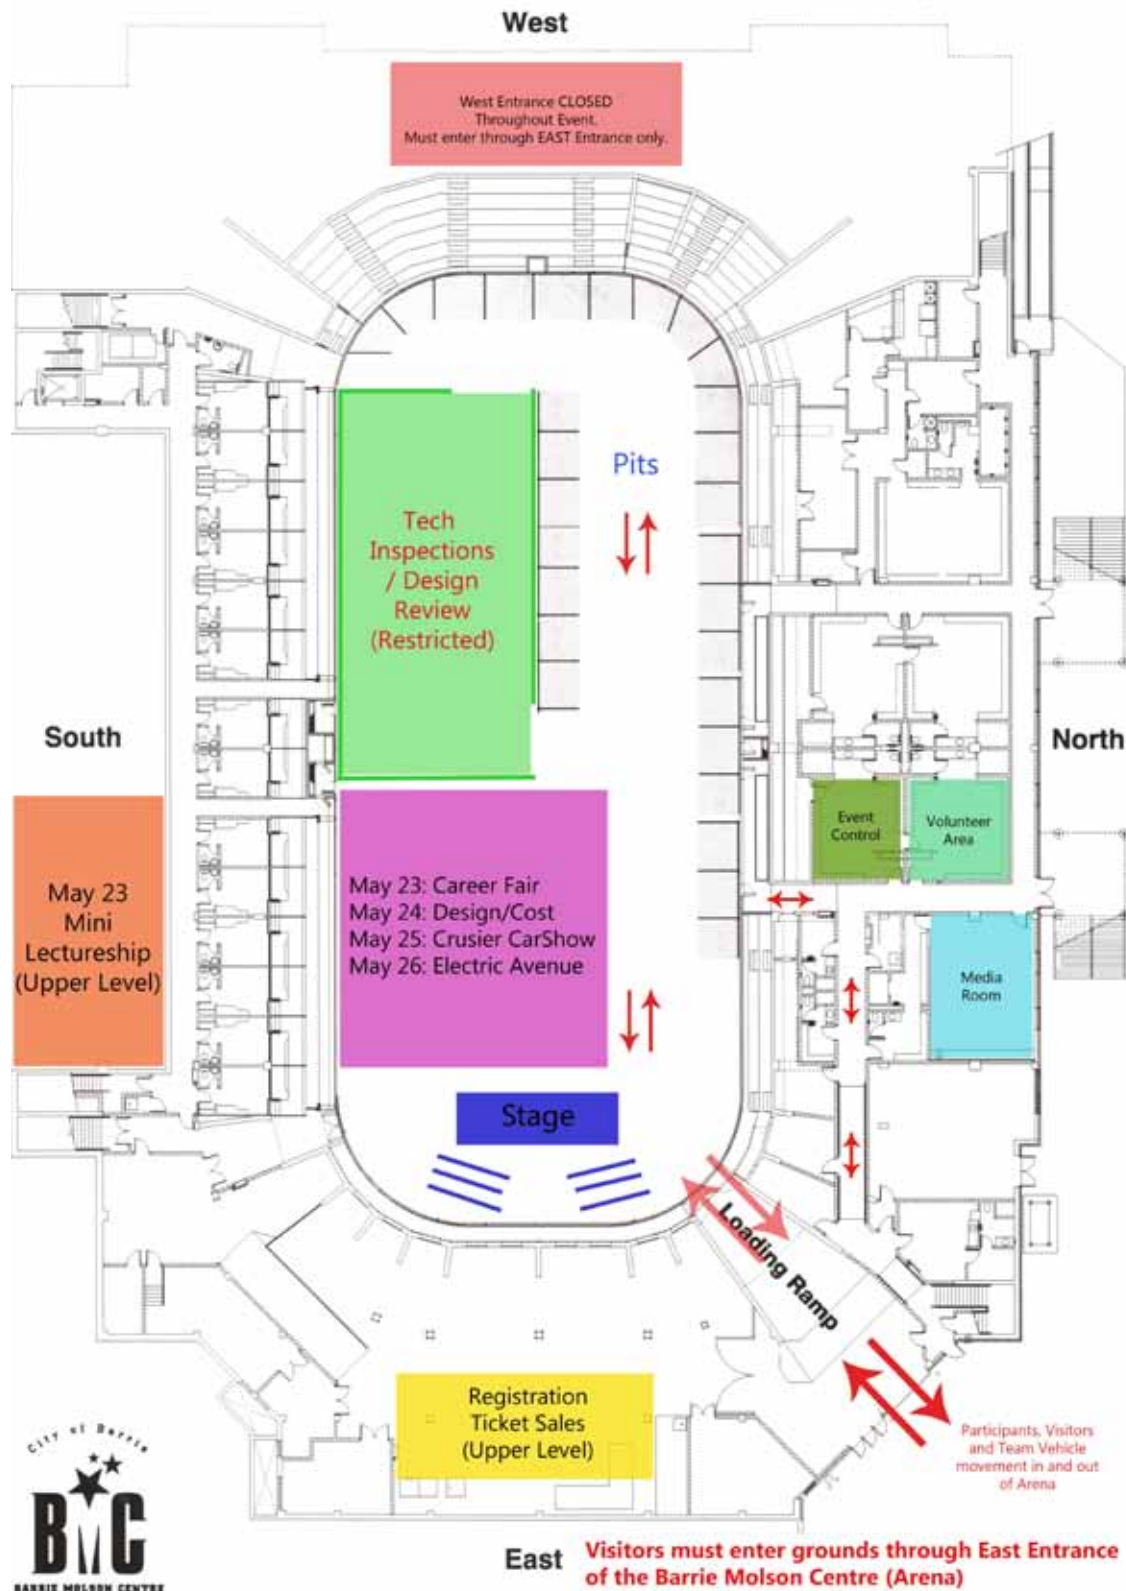 West
West Entrance CLOSED
Throughout Event.
Must enter through EAST Entrance only.
Pits
Tech
Inspections
/ Design
Review
(Restricted)
South
North
Event
Control
Volunteer
Area
May 23
Mini
Lectureship
(Upper Level)
May 23: Career Fair
May 24: Design/Cost
May 25: Crusier CarShow
May 26: Electric Avenue
Media
Room
Stage
Loading Ramp
Registration
Ticket Sales
(Upper Level)
Participants, Visitors
and Team Vehicle
movement in and out
of Arena
City of Barrie
BMC
BARRIE MOLSON CENTRE
East
Visitors must enter grounds through East Entrance
of the Barrie Molson Centre (Arena)